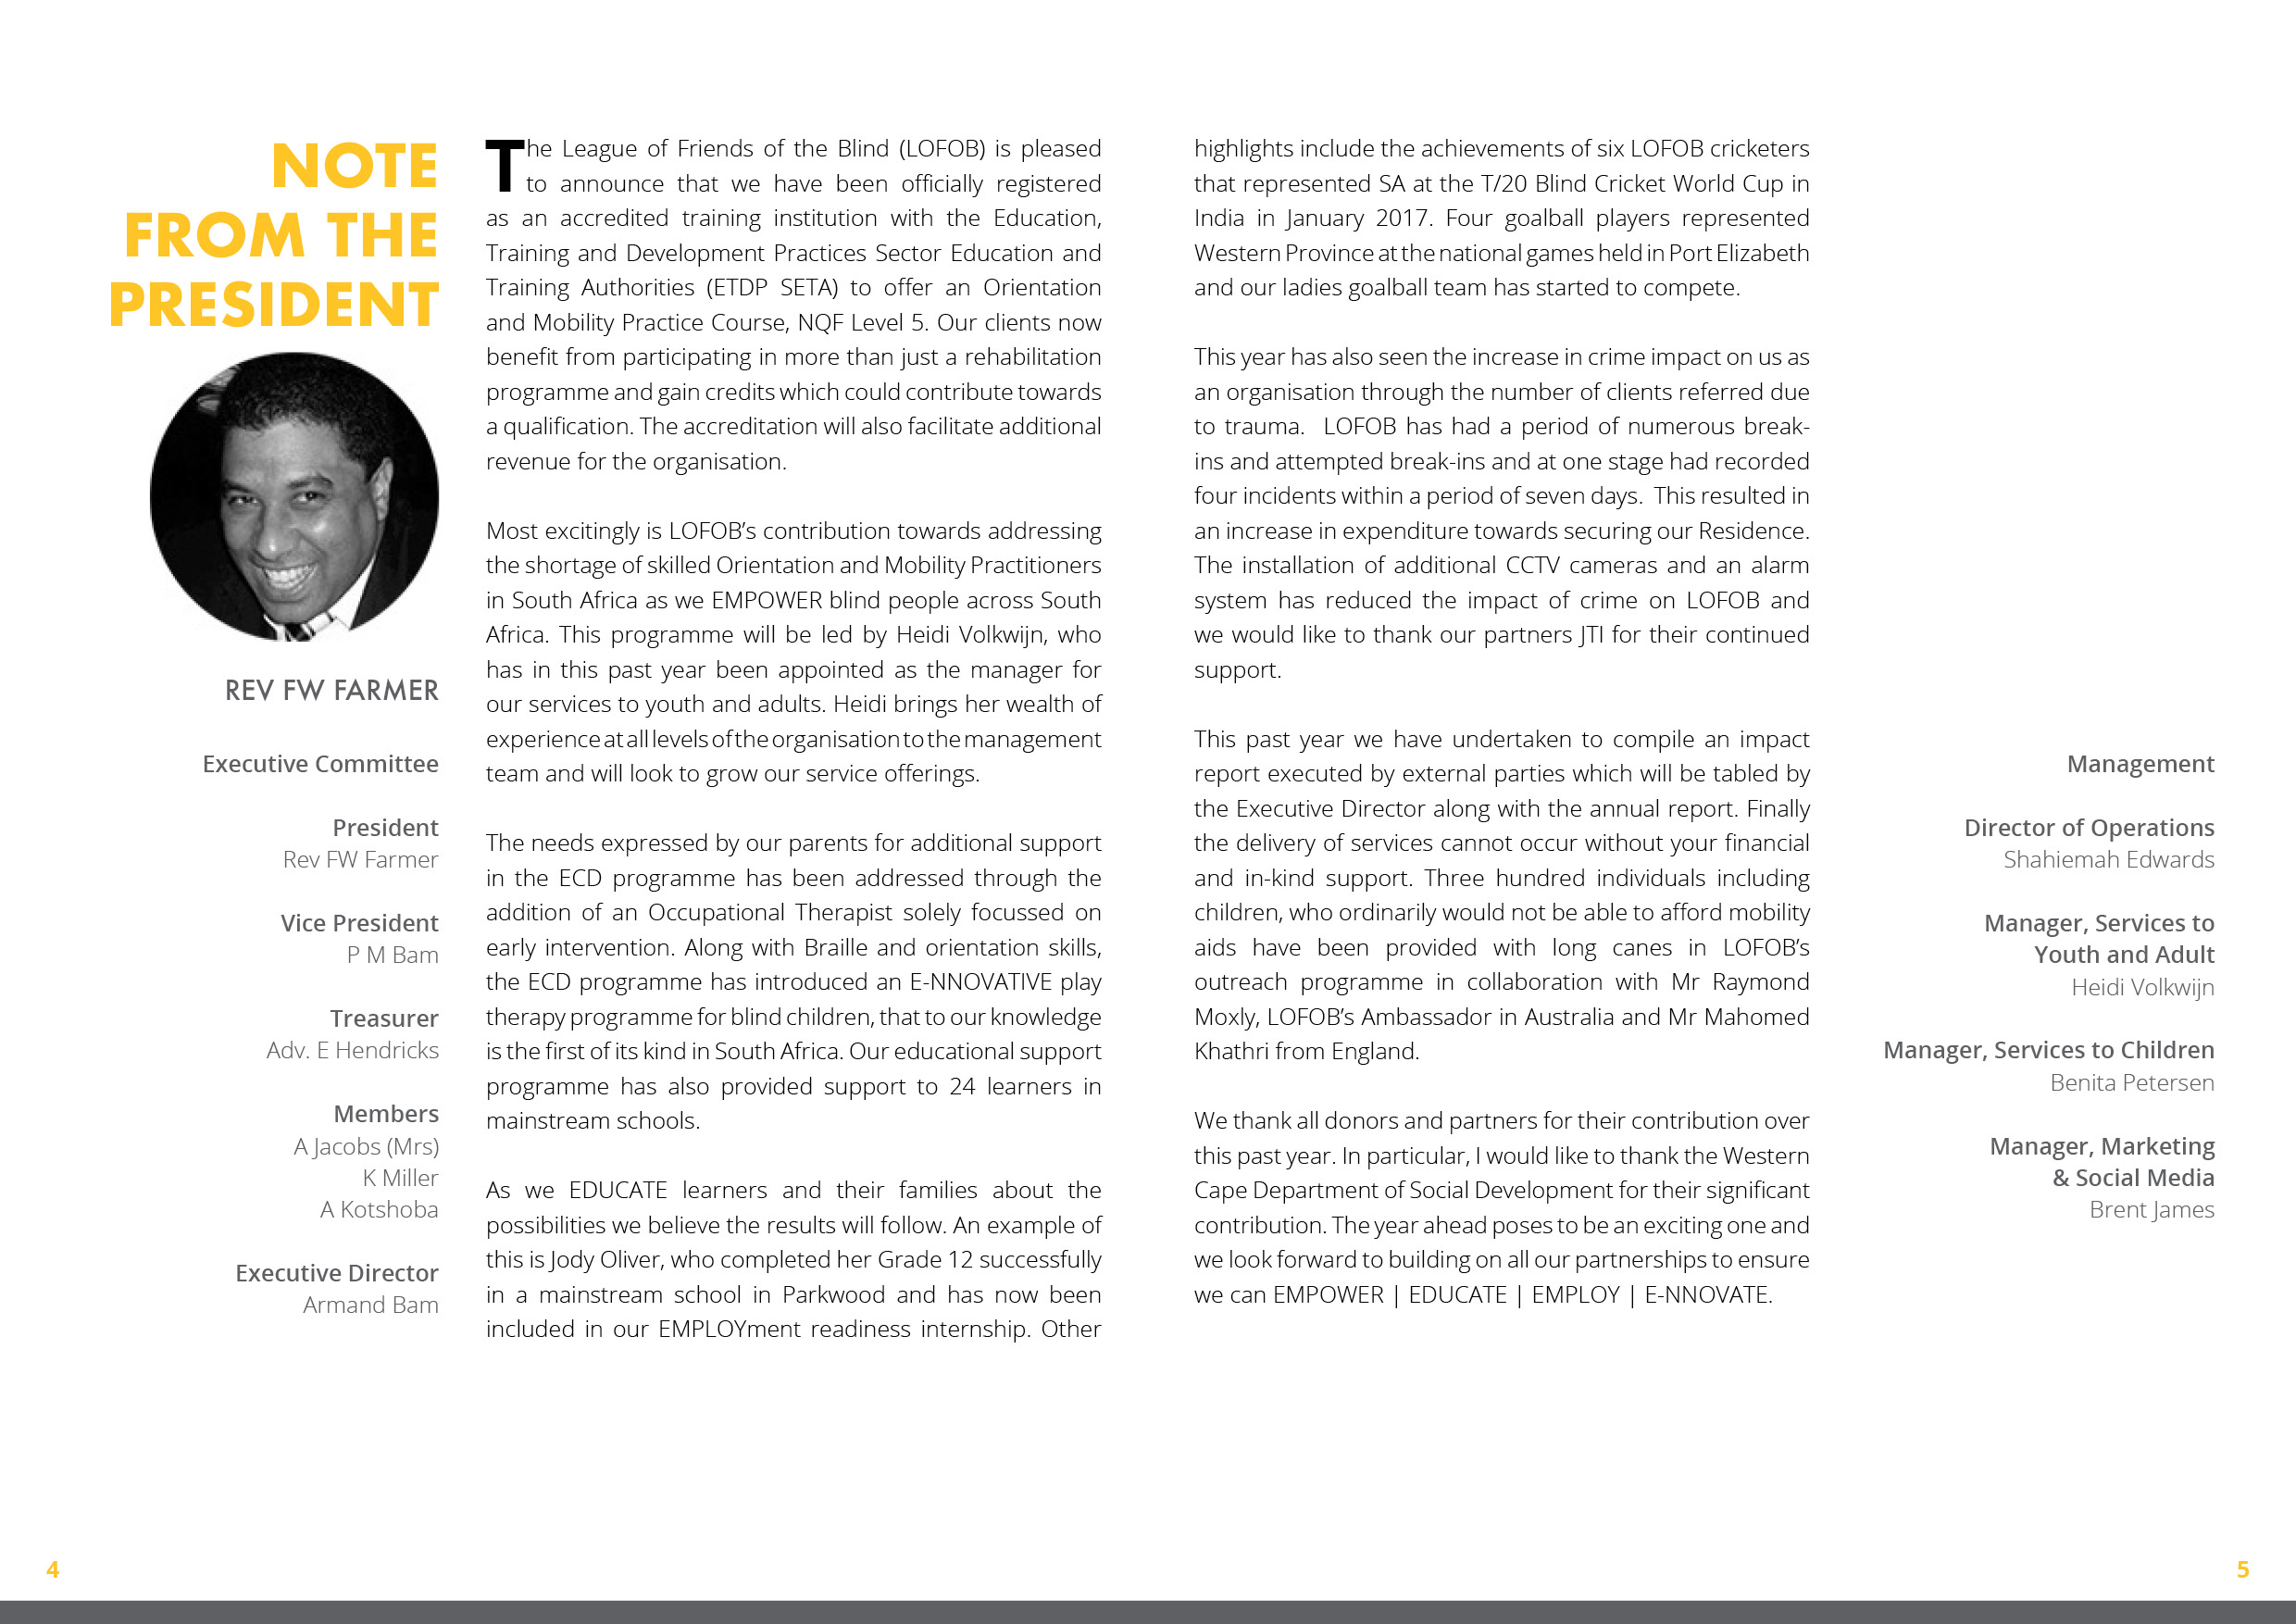 NOTE
FROM THE
PRESIDENT
REV FW FARMER
Executive Committee
President
Rev FW Farmer
Vice President
P M Bam
Treasurer
Adv. E Hendricks
Members
A Jacobs (Mrs)
K Miller
A Kotshoba
Executive Director
Armand Bam
The League of Friends of the Blind (LOFOB) is pleased
to announce that we have been officially registered
as an accredited training institution with the Education,
Training and Development Practices Sector Education and
Training Authorities (ETDP SETA) to offer an Orientation
and Mobility Practice Course, NQF Level 5. Our clients now
benefit from participating in more than just a rehabilitation
programme and gain credits which could contribute towards
a qualification. The accreditation will also facilitate additional
revenue for the organisation.
Most excitingly is LOFOB’s contribution towards addressing
the shortage of skilled Orientation and Mobility Practitioners
in South Africa as we EMPOWER blind people across South
Africa. This programme will be led by Heidi Volkwijn, who
has in this past year been appointed as the manager for
our services to youth and adults. Heidi brings her wealth of
experience at all levels of the organisation to the management
team and will look to grow our service offerings.
The needs expressed by our parents for additional support
in the ECD programme has been addressed through the
addition of an Occupational Therapist solely focussed on
early intervention. Along with Braille and orientation skills,
the ECD programme has introduced an E-NNOVATIVE play
therapy programme for blind children, that to our knowledge
is the first of its kind in South Africa. Our educational support
programme has also provided support to 24 learners in
mainstream schools.
As we EDUCATE learners and their families about the
possibilities we believe the results will follow. An example of
this is Jody Oliver, who completed her Grade 12 successfully
in a mainstream school in Parkwood and has now been
included in our EMPLOYment readiness internship. Other
highlights include the achievements of six LOFOB cricketers
that represented SA at the T/20 Blind Cricket World Cup in
India in January 2017. Four goalball players represented
Western Province at the national games held in Port Elizabeth
and our ladies goalball team has started to compete.
This year has also seen the increase in crime impact on us as
an organisation through the number of clients referred due
to trauma.  LOFOB has had a period of numerous break-
ins and attempted break-ins and at one stage had recorded
four incidents within a period of seven days.  This resulted in
an increase in expenditure towards securing our Residence.
The installation of additional CCTV cameras and an alarm
system has reduced the impact of crime on LOFOB and
we would like to thank our partners JTI for their continued
support.
This past year we have undertaken to compile an impact
report executed by external parties which will be tabled by
the Executive Director along with the annual report. Finally
the delivery of services cannot occur without your financial
and in-kind support. Three hundred individuals including
children, who ordinarily would not be able to afford mobility
aids have been provided with long canes in LOFOB’s
outreach programme in collaboration with Mr Raymond
Moxly, LOFOB’s Ambassador in Australia and Mr Mahomed
Khathri from England.
We thank all donors and partners for their contribution over
this past year. In particular, I would like to thank the Western
Cape Department of Social Development for their significant
contribution. The year ahead poses to be an exciting one and
we look forward to building on all our partnerships to ensure
we can EMPOWER | EDUCATE | EMPLOY | E-NNOVATE.
Management
Director of Operations
Shahiemah Edwards
Manager, Services to
Youth and Adult
Heidi Volkwijn
Manager, Services to Children
Benita Petersen
Manager, Marketing
& Social Media
Brent James
4
5